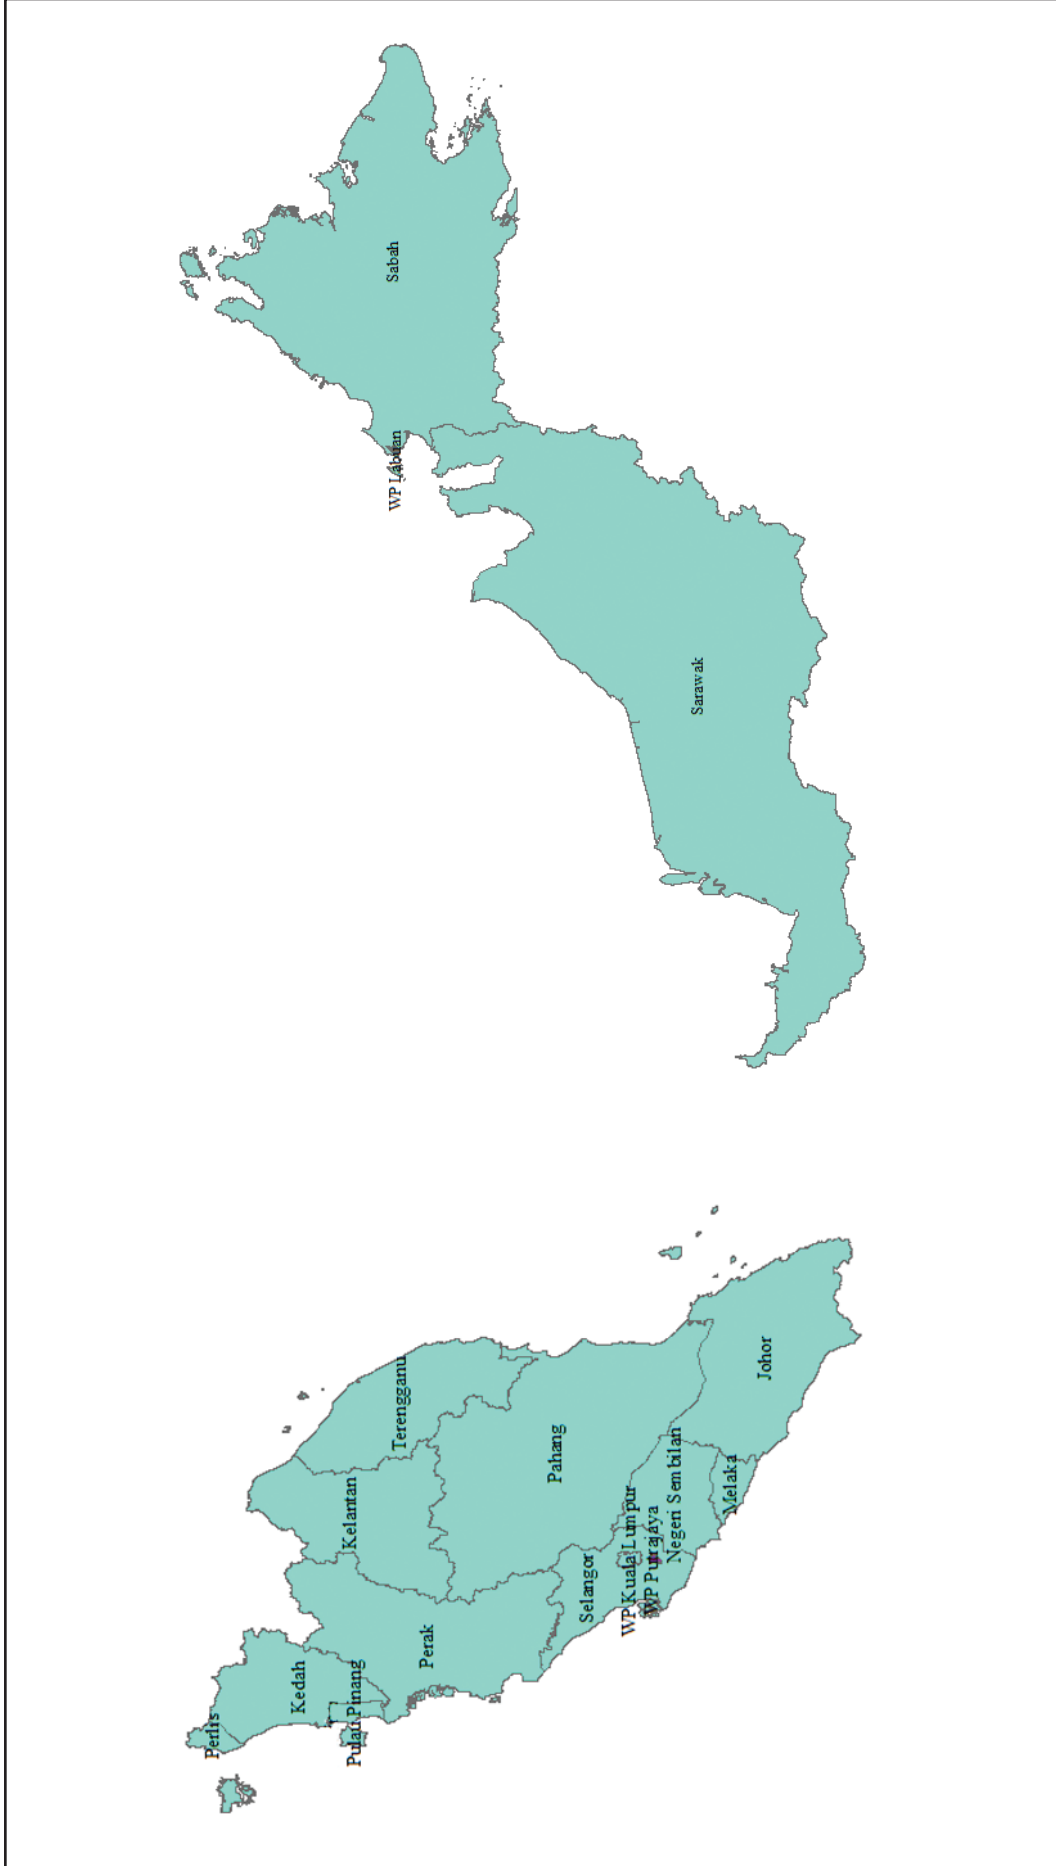 Perlis
Kedah
Pulau Pinang
Perak
Kelantan
Terengganu
Pahang
Selangor
WP Kuala Lumpur
WP Putrajaya
Negeri Sembilan
Melaka
Johor
Sarawak
WP Labuan
Sabah